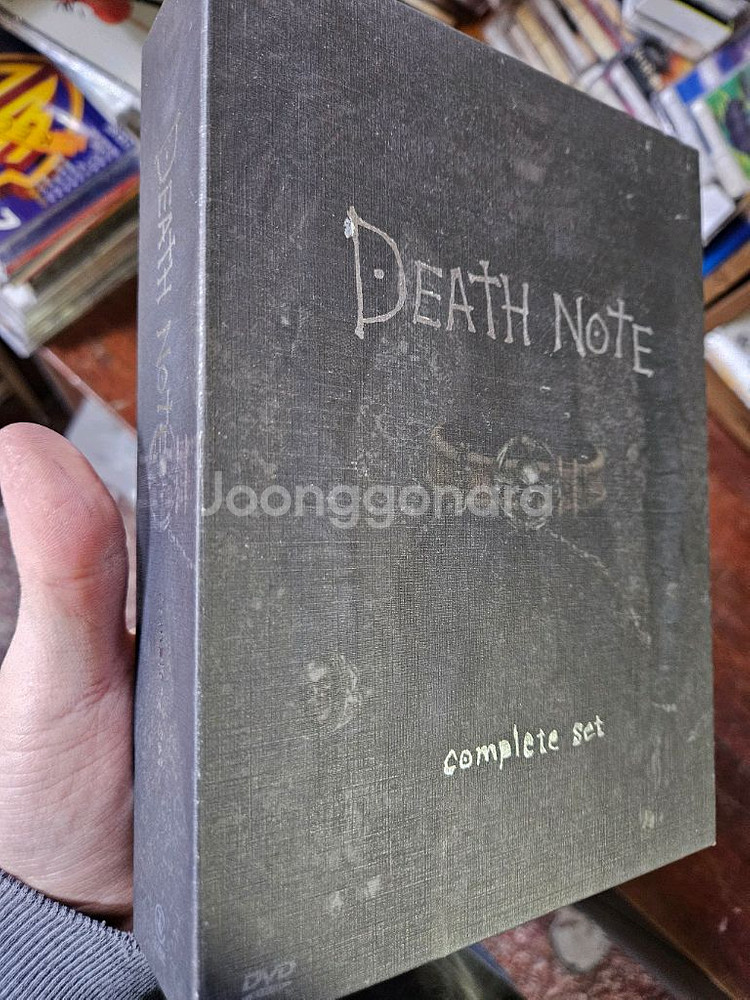 DEATH NOTE
DEATH NOTE
Joonggonara
complete set
DVD